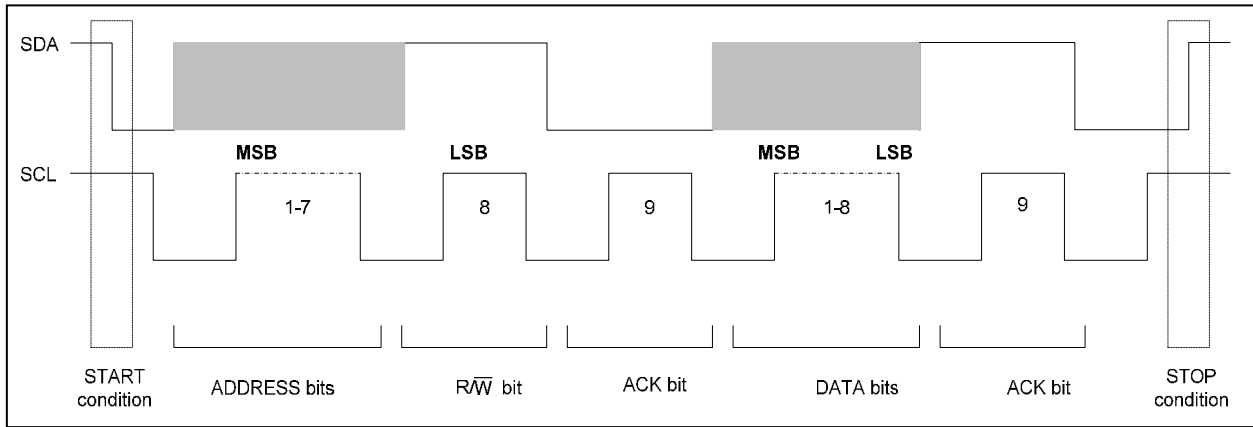 SDA
MSB LSB MSB LSB
SCL
1-7 8 9 1-8 9
START condition
ADDRESS bits
R/W̅ bit
ACK bit
DATA bits
ACK bit
STOP condition